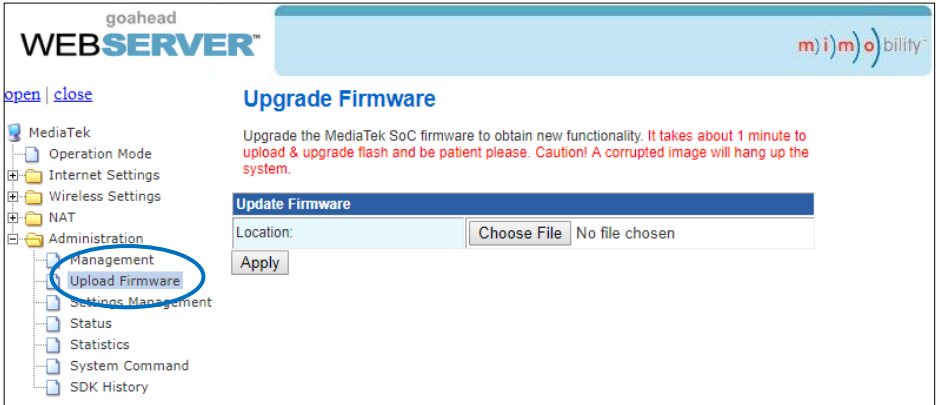 goahead
WEBSERVER™
m)i)m)o)bility™
open | close
MediaTek
Operation Mode
Internet Settings
Wireless Settings
NAT
Administration
Management
Upload Firmware
Settings Management
Status
Statistics
System Command
SDK History
Upgrade Firmware
Upgrade the MediaTek SoC firmware to obtain new functionality. It takes about 1 minute to
upload & upgrade flash and be patient please. Caution! A corrupted image will hang up the
system.
Update Firmware
Location: Choose File No file chosen
Apply